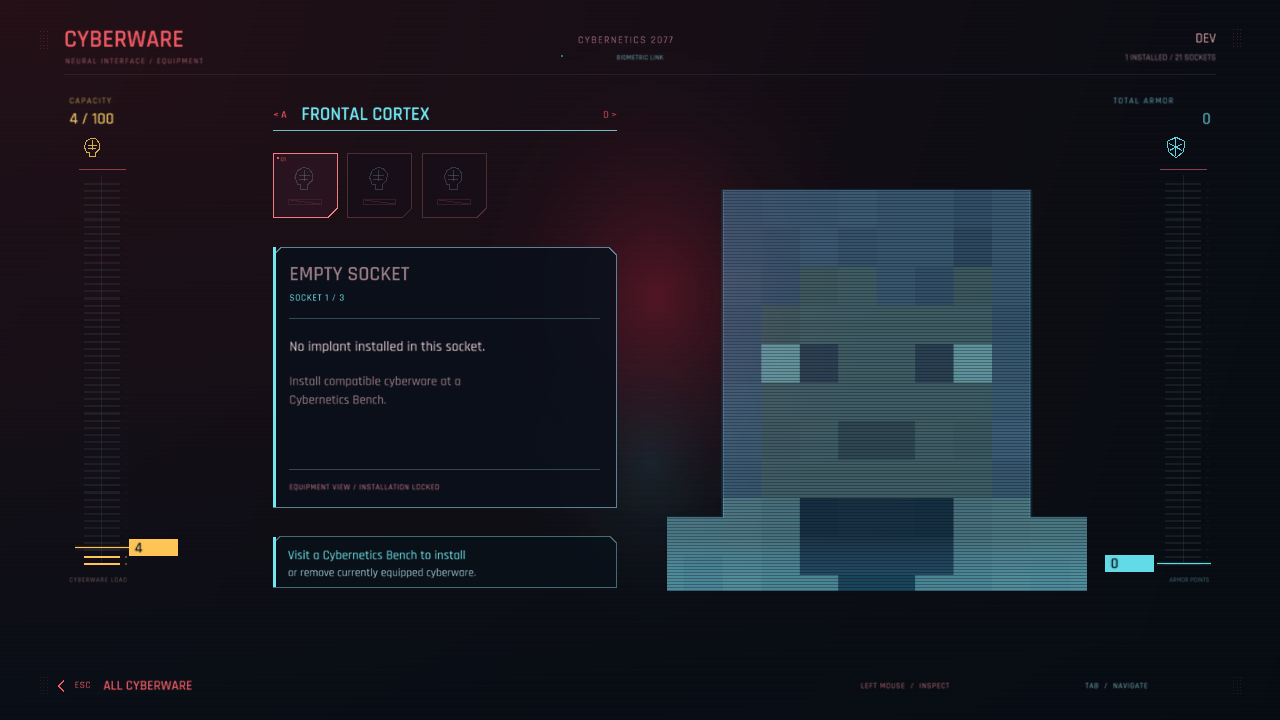 CYBERWARE
NEURAL INTERFACE / EQUIPMENT
CYBERNETICS 2077
BIOMETRIC LINK
DEV
1 INSTALLED / 21 SOCKETS
CAPACITY
4 / 100
< A FRONTAL CORTEX D >
TOTAL ARMOR
0
01
EMPTY SOCKET
SOCKET 1 / 3
No implant installed in this socket.
Install compatible cyberware at a
Cybernetics Bench.
EQUIPMENT VIEW / INSTALLATION LOCKED
4
CYBERWARE LOAD
Visit a Cybernetics Bench to install
or remove currently equipped cyberware.
0
ARMOR POINTS
ESC ALL CYBERWARE
LEFT MOUSE / INSPECT
TAB / NAVIGATE